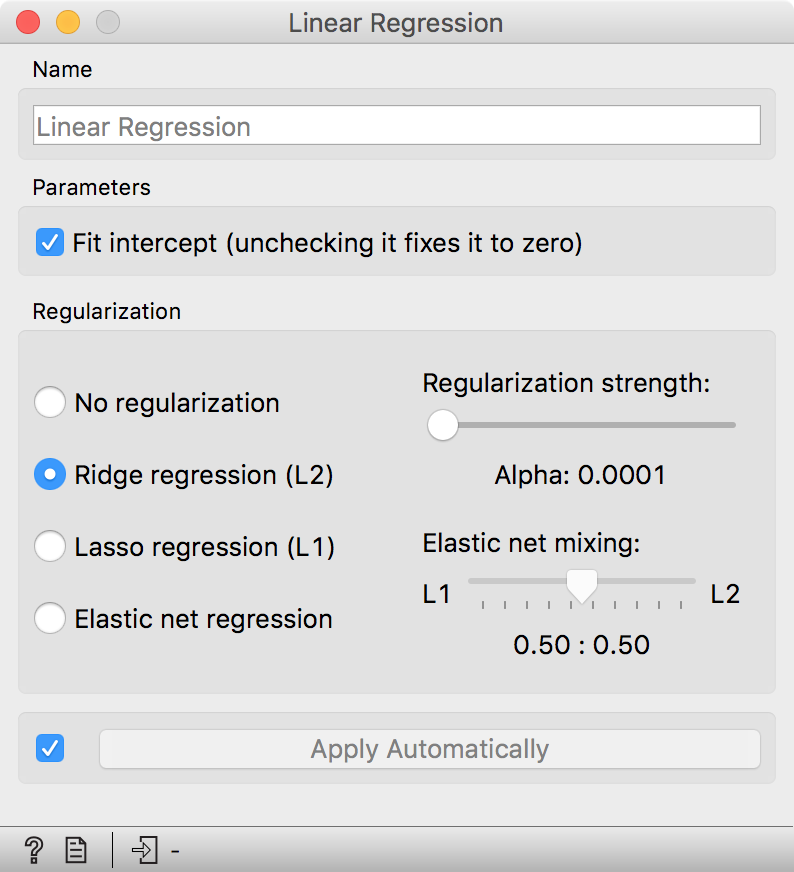 Linear Regression
Name
Linear Regression
Parameters
Fit intercept (unchecking it fixes it to zero)
Regularization
No regularization
Ridge regression (L2)
Lasso regression (L1)
Elastic net regression
Regularization strength:
Alpha: 0.0001
Elastic net mixing:
L1 L2
0.50 : 0.50
Apply Automatically
? -